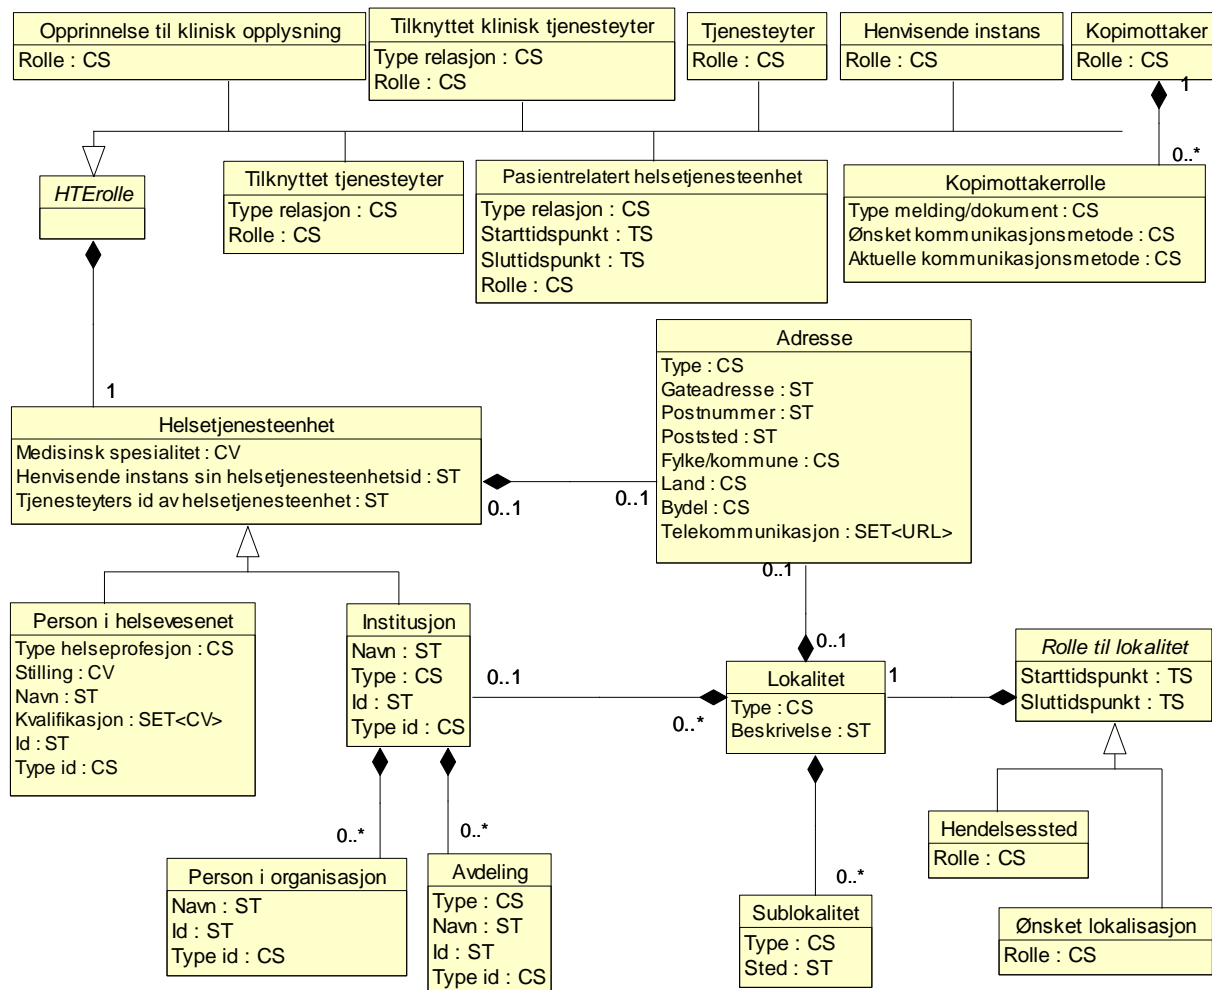 Opprinnelse til klinisk opplysning
Rolle : CS
Tilknyttet klinisk tjenesteyter
Type relasjon : CS
Rolle : CS
Tjenesteyter
Rolle : CS
Henvisende instans
Rolle : CS
Kopimottaker
Rolle : CS
1
0..*
HTErolle
Tilknyttet tjenesteyter
Type relasjon : CS
Rolle : CS
Pasientrelatert helsetjenesteenhet
Type relasjon : CS
Starttidspunkt : TS
Sluttidspunkt : TS
Rolle : CS
Kopimottakerrolle
Type melding/dokument : CS
Ønsket kommunikasjonsmetode : CS
Aktuelle kommunikasjonsmetode : CS
1
Helsetjenesteenhet
Medisinsk spesialitet : CV
Henvisende instans sin helsetjenesteenhetsid : ST
Tjenesteyters id av helsetjenesteenhet : ST
0..1
0..1
Adresse
Type : CS
Gateadresse : ST
Postnummer : ST
Poststed : ST
Fylke/kommune : CS
Land : CS
Bydel : CS
Telekommunikasjon : SET<URL>
0..1
0..1
Person i helsevesenet
Type helseprofesjon : CS
Stilling : CV
Navn : ST
Kvalifikasjon : SET<CV>
Id : ST
Type id : CS
Institusjon
Navn : ST
Type : CS
Id : ST
Type id : CS
0..1
0..*
Lokalitet
Type : CS
Beskrivelse : ST
1
Rolle til lokalitet
Starttidspunkt : TS
Sluttidspunkt : TS
0..*
0..*
0..*
Person i organisasjon
Navn : ST
Id : ST
Type id : CS
Avdeling
Type : CS
Navn : ST
Id : ST
Type id : CS
Sublokalitet
Type : CS
Sted : ST
Hendelsessted
Rolle : CS
Ønsket lokalisasjon
Rolle : CS